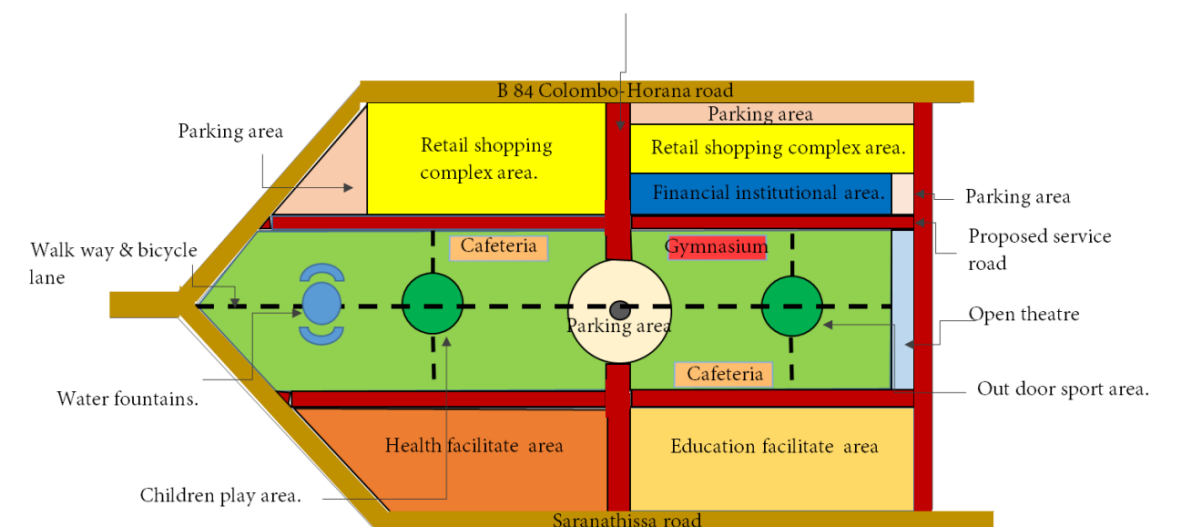 B 84 Colombo-Horana road
Parking area
Parking area
Retail shopping
complex area.
Retail shopping complex area.
Financial institutional area.
Parking area
Proposed service
road
Walk way & bicycle
lane
Cafeteria
Gymnasium
Open theatre
Parking area
Cafeteria
Out door sport area.
Water fountains.
Health facilitate area
Education facilitate area
Children play area.
Saranathissa road